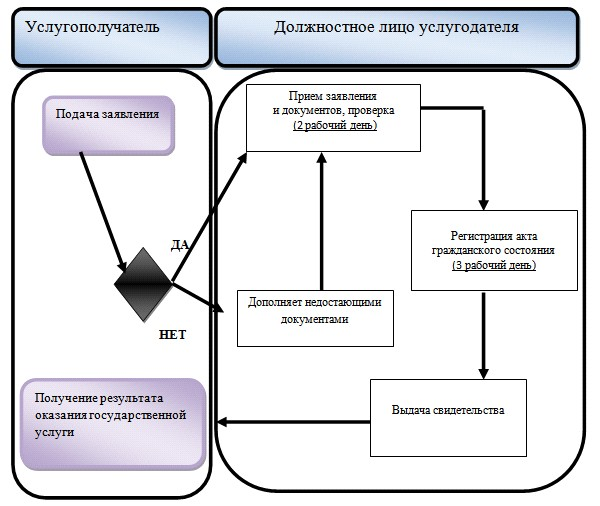 Услугополучатель
Должностное лицо услугодателя
Подача заявления
Прием заявления
и документов, проверка
(2 рабочий день)
ДА
Регистрация акта
гражданского состояния
(3 рабочий день)
Дополняет недостающими
документами
НЕТ
Получение результата
оказания государственной
услуги
Выдача свидетельства